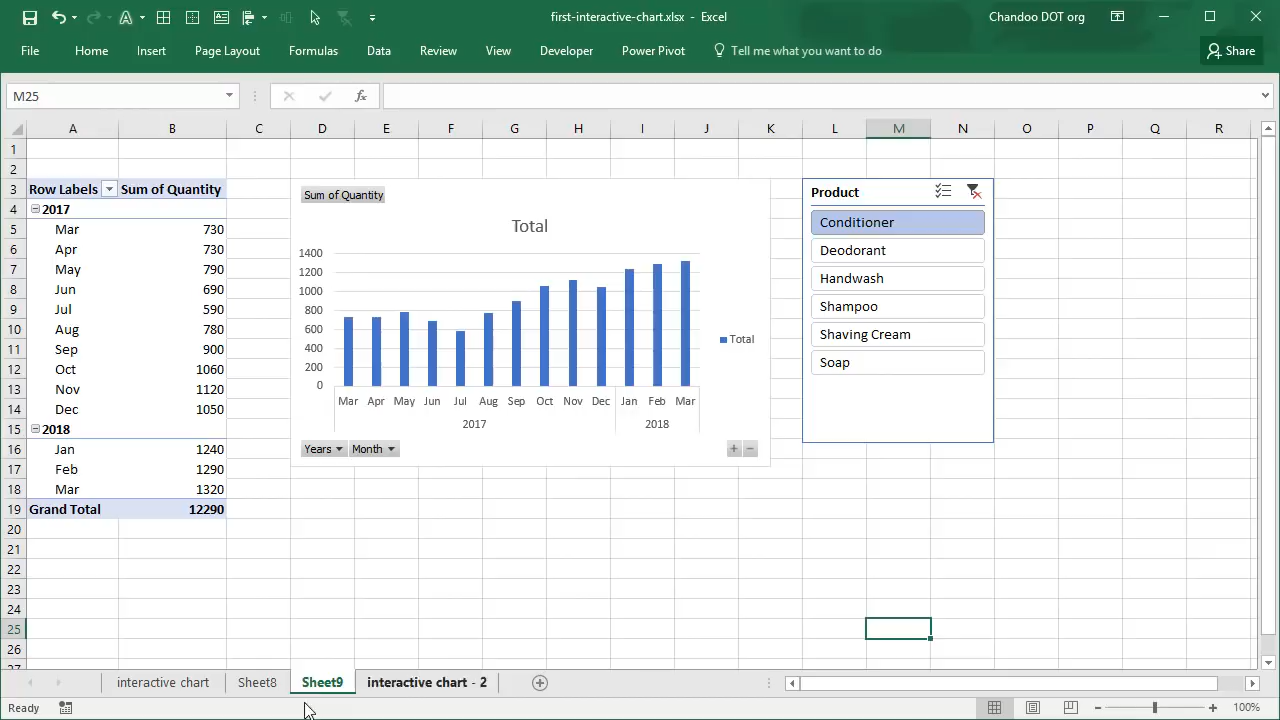 first-interactive-chart.xlsx - Excel
Chandoo DOT org
File Home Insert Page Layout Formulas Data Review View Developer Power Pivot Tell me what you want to do Share
M25
fx
A B C D E F G H I J K L M N O P Q R
1
2
3 Row Labels Sum of Quantity
4 2017
5 Mar 730
6 Apr 730
7 May 790
8 Jun 690
9 Jul 590
10 Aug 780
11 Sep 900
12 Oct 1060
13 Nov 1120
14 Dec 1050
15 2018
16 Jan 1240
17 Feb 1290
18 Mar 1320
19 Grand Total 12290
20
21
22
23
24
25
26
27
Sum of Quantity
Total
1400
1200
1000
800
600
400
200
0
Mar Apr May Jun Jul Aug Sep Oct Nov Dec Jan Feb Mar
2017 2018
Total
Years Month
Product
Conditioner
Deodorant
Handwash
Shampoo
Shaving Cream
Soap
interactive chart Sheet8 Sheet9 interactive chart - 2
Ready 100%